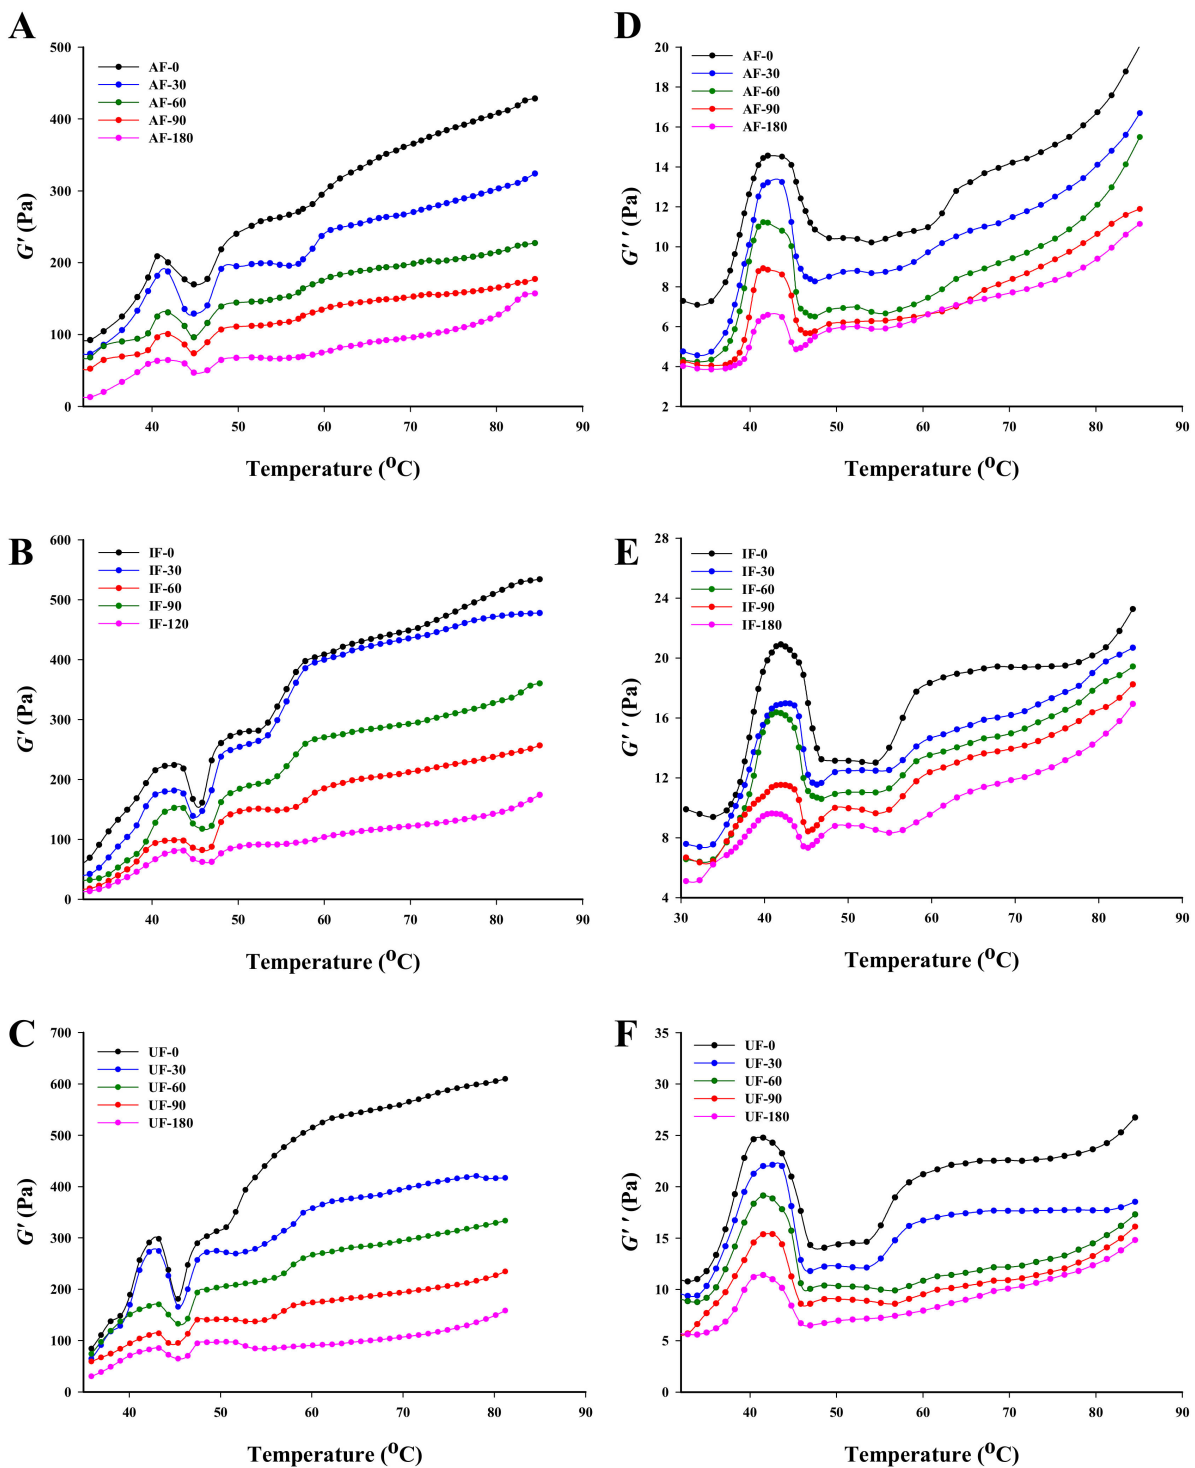 A
500
400
300
200
100
0
G' (Pa)
AF-0
AF-30
AF-60
AF-90
AF-180
40 50 60 70 80 90
Temperature (°C)
D
20
18
16
14
12
10
8
6
4
2
G' ' (Pa)
AF-0
AF-30
AF-60
AF-90
AF-180
40 50 60 70 80 90
Temperature (°C)
B
600
500
400
300
200
100
0
G' (Pa)
IF-0
IF-30
IF-60
IF-90
IF-120
40 50 60 70 80 90
Temperature (°C)
E
28
24
20
16
12
8
4
G' ' (Pa)
IF-0
IF-30
IF-60
IF-90
IF-180
30 40 50 60 70 80 90
Temperature (°C)
C
700
600
500
400
300
200
100
0
G' (Pa)
UF-0
UF-30
UF-60
UF-90
UF-180
40 50 60 70 80 90
Temperature (°C)
F
35
30
25
20
15
10
5
0
G' ' (Pa)
UF-0
UF-30
UF-60
UF-90
UF-180
40 50 60 70 80 90
Temperature (°C)